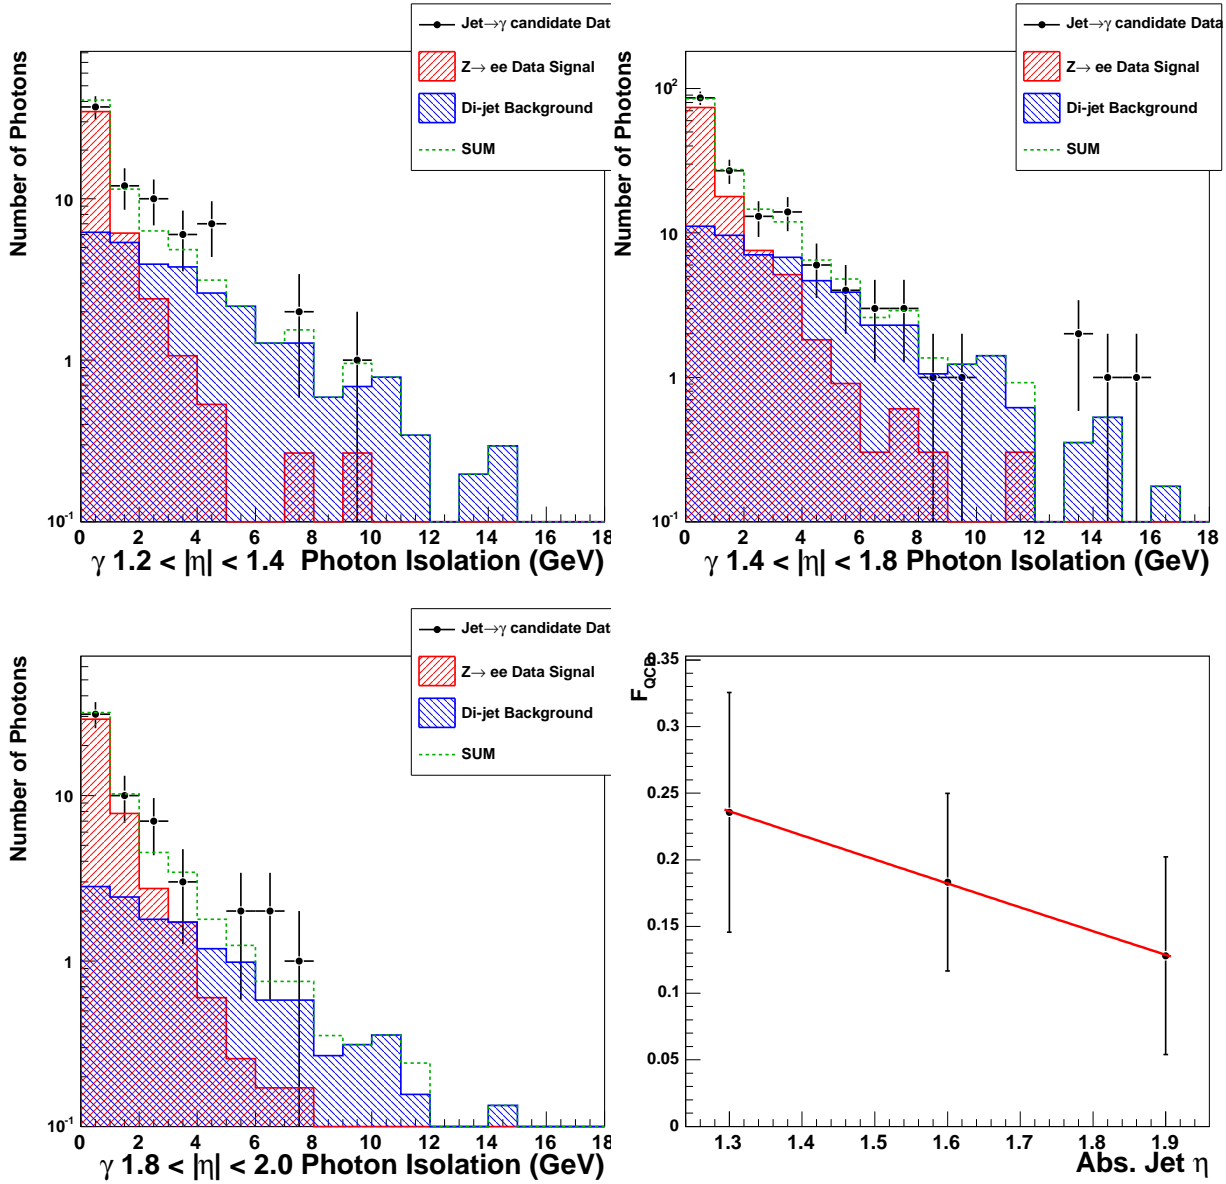 Jet→γ candidate Data
Z→ ee Data Signal
Di-jet Background
SUM
Number of Photons
10
1
10-1
0 2 4 6 8 10 12 14 16 18
γ 1.2 < |η| < 1.4 Photon Isolation (GeV)
Jet→γ candidate Data
Z→ ee Data Signal
Di-jet Background
SUM
Number of Photons
10²
10
1
10-1
0 2 4 6 8 10 12 14 16 18
γ 1.4 < |η| < 1.8 Photon Isolation (GeV)
Jet→γ candidate Data
Z→ ee Data Signal
Di-jet Background
SUM
Number of Photons
10
1
10-1
0 2 4 6 8 10 12 14 16 18
γ 1.8 < |η| < 2.0 Photon Isolation (GeV)
FQCD
0.35
0.3
0.25
0.2
0.15
0.1
0.05
0
1.3 1.4 1.5 1.6 1.7 1.8 1.9
Abs. Jet η